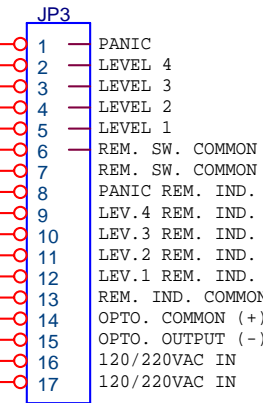 JP3
1 PANIC
2 LEVEL 4
3 LEVEL 3
4 LEVEL 2
5 LEVEL 1
6 REM. SW. COMMON
7 REM. SW. COMMON
8 PANIC REM. IND.
9 LEV.4 REM. IND.
10 LEV.3 REM. IND.
11 LEV.2 REM. IND.
12 LEV.1 REM. IND.
13 REM. IND. COMMON
14 OPTO. COMMON (+)
15 OPTO. OUTPUT (-)
16 120/220VAC IN
17 120/220VAC IN